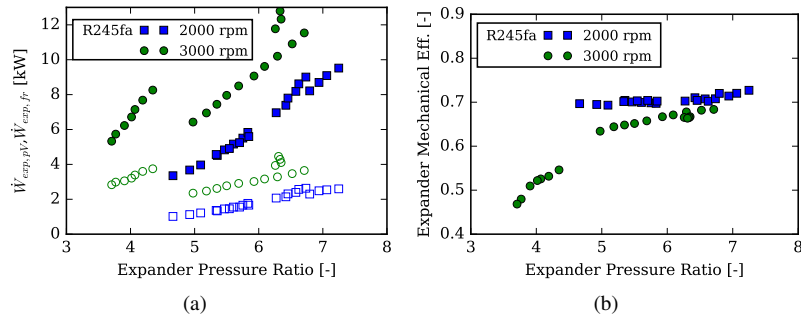 R245fa 2000 rpm
3000 rpm
Ẇexp,pV, Ẇexp,fr [kW]
12
10
8
6
4
2
0
3 4 5 6 7 8
Expander Pressure Ratio [-]
(a)
R245fa 2000 rpm
3000 rpm
Expander Mechanical Eff. [-]
0.9
0.8
0.7
0.6
0.5
0.4
3 4 5 6 7 8
Expander Pressure Ratio [-]
(b)